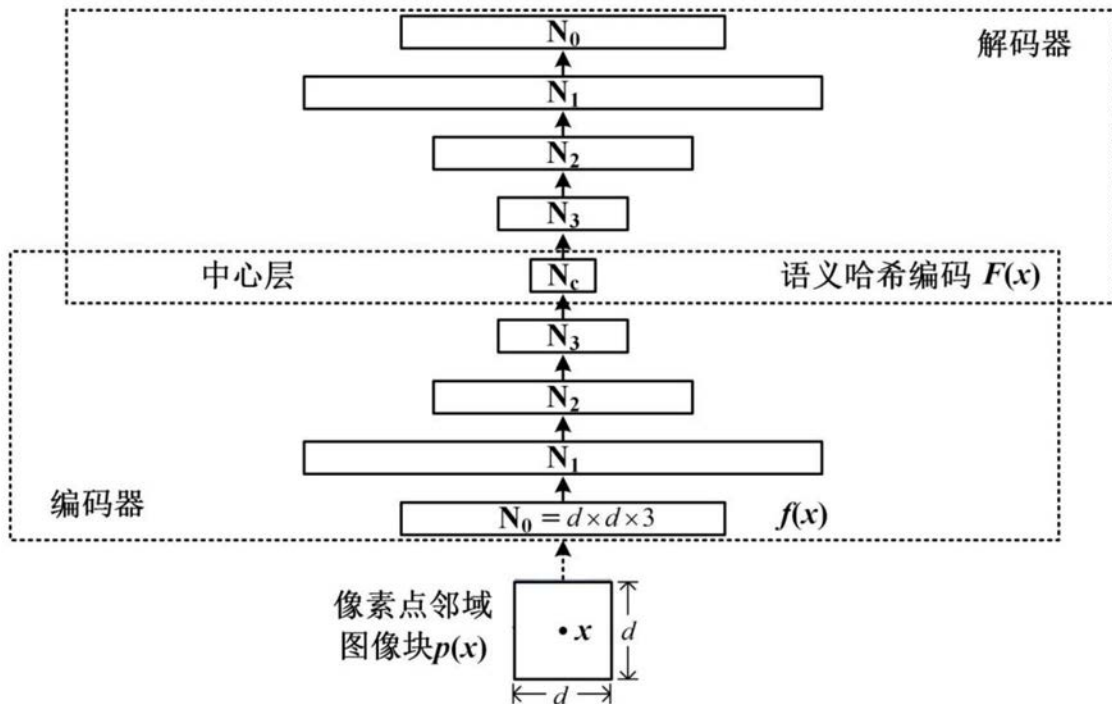 N₀
解码器
N₁
N₂
N₃
中心层
N_c
语义哈希编码 F(x)
N₃
N₂
N₁
编码器
N₀ = d × d × 3
f(x)
像素点邻域
图像块p(x)
x
d
d